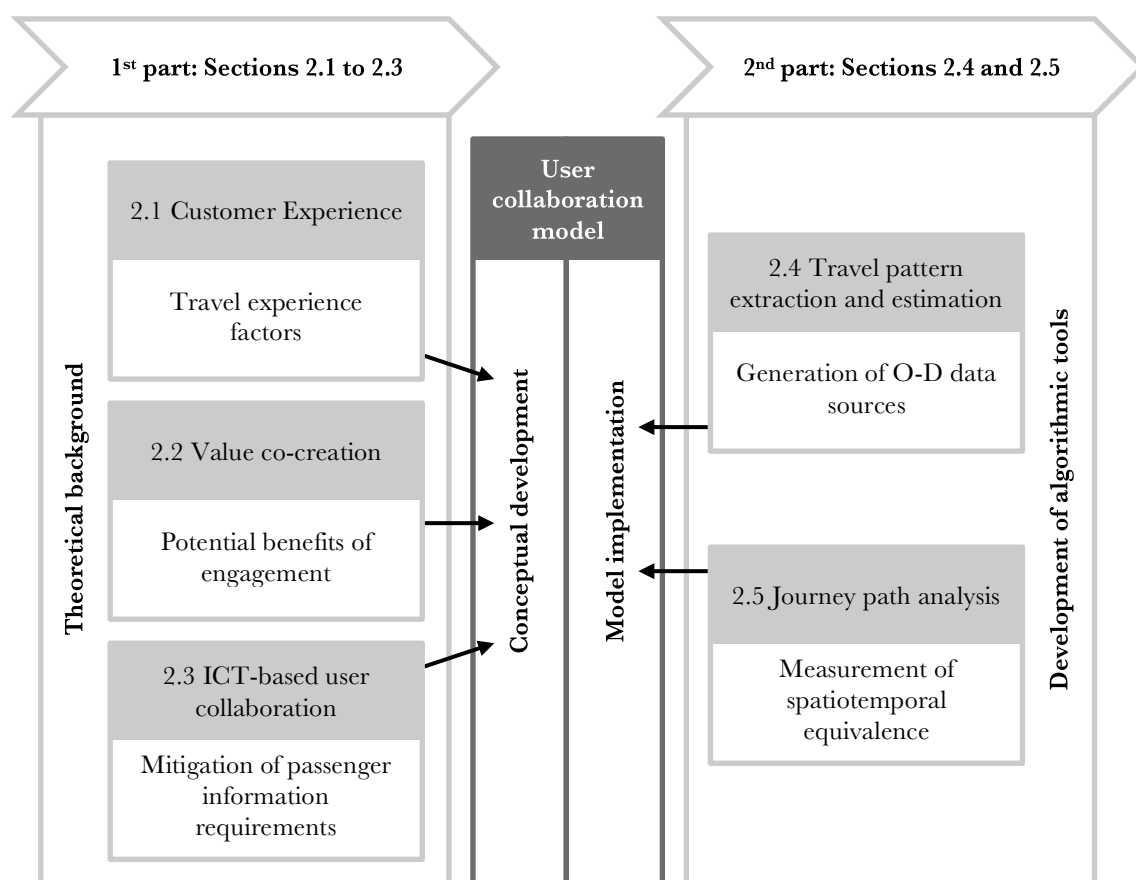 1st part: Sections 2.1 to 2.3
2nd part: Sections 2.4 and 2.5
Theoretical background
2.1 Customer Experience
Travel experience
factors
2.2 Value co-creation
Potential benefits of
engagement
2.3 ICT-based user
collaboration
Mitigation of passenger
information
requirements
User
collaboration
model
Conceptual development
Model implementation
2.4 Travel pattern
extraction and estimation
Generation of O-D data
sources
2.5 Journey path analysis
Measurement of
spatiotemporal
equivalence
Development of algorithmic tools